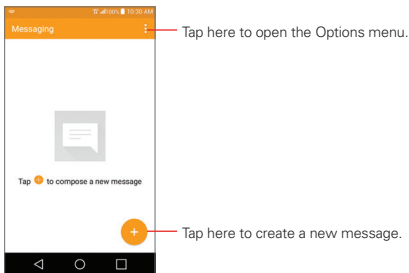 100% 10:30 AM
Messaging
Tap here to open the Options menu.
Tap + to compose a new message
Tap here to create a new message.